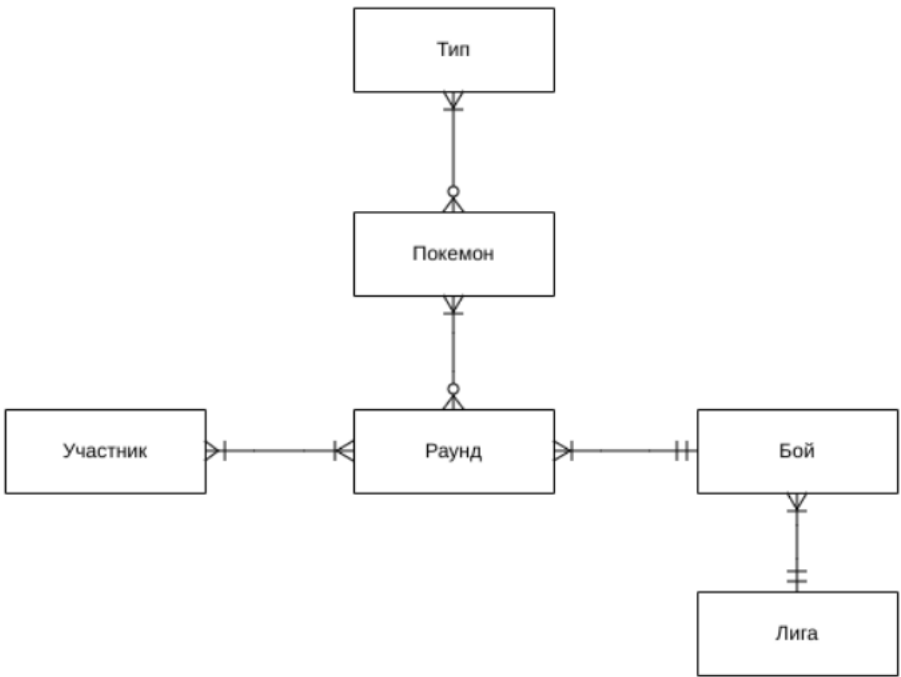 Тип
Покемон
Участник
Раунд
Бой
Лига